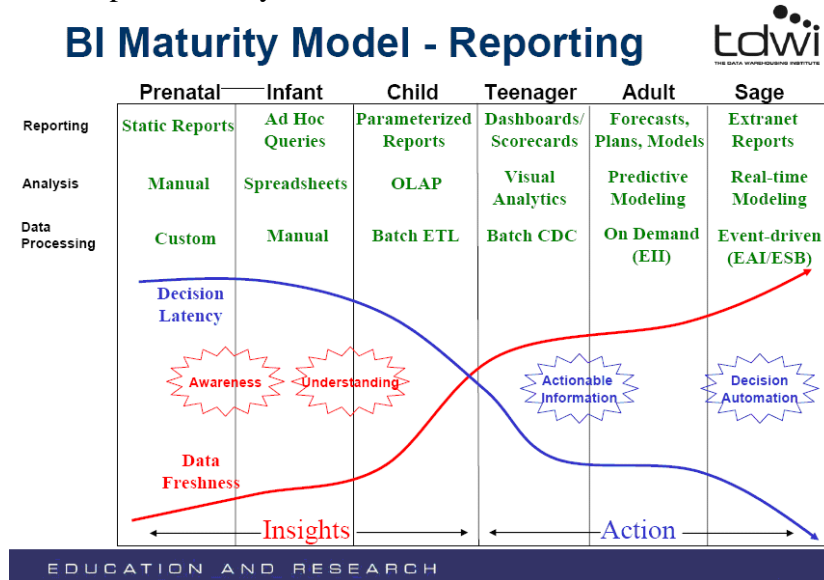 BI Maturity Model - Reporting
tdwi
THE DATA WAREHOUSING INSTITUTE
Prenatal Infant Child Teenager Adult Sage
Reporting
Static Reports
Ad Hoc
Queries
Parameterized
Reports
Dashboards/
Scorecards
Forecasts,
Plans, Models
Extranet
Reports
Analysis
Manual
Spreadsheets
OLAP
Visual
Analytics
Predictive
Modeling
Real-time
Modeling
Data
Processing
Custom
Manual
Batch ETL
Batch CDC
On Demand
(EII)
Event-driven
(EAI/ESB)
Decision
Latency
Awareness
Understanding
Actionable
Information
Decision
Automation
Data
Freshness
Insights
Action
EDUCATION AND RESEARCH